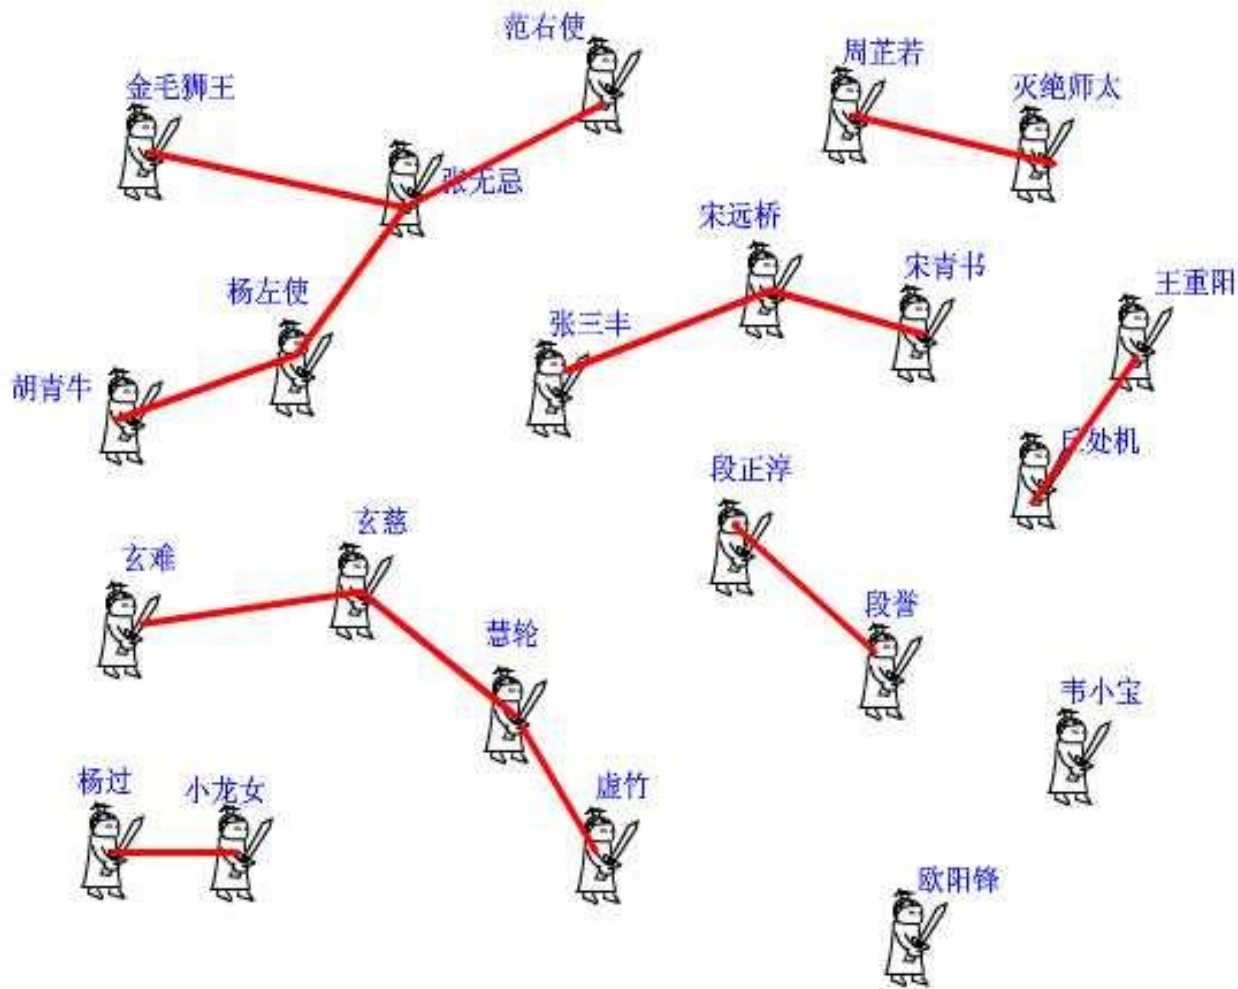 范右使
周芷若
金毛狮王
灭绝师太
张无忌
宋远桥
宋青书
王重阳
杨左使
张三丰
胡青牛
丘处机
段正淳
玄慈
玄难
段誉
慧轮
韦小宝
杨过
小龙女
虚竹
欧阳锋